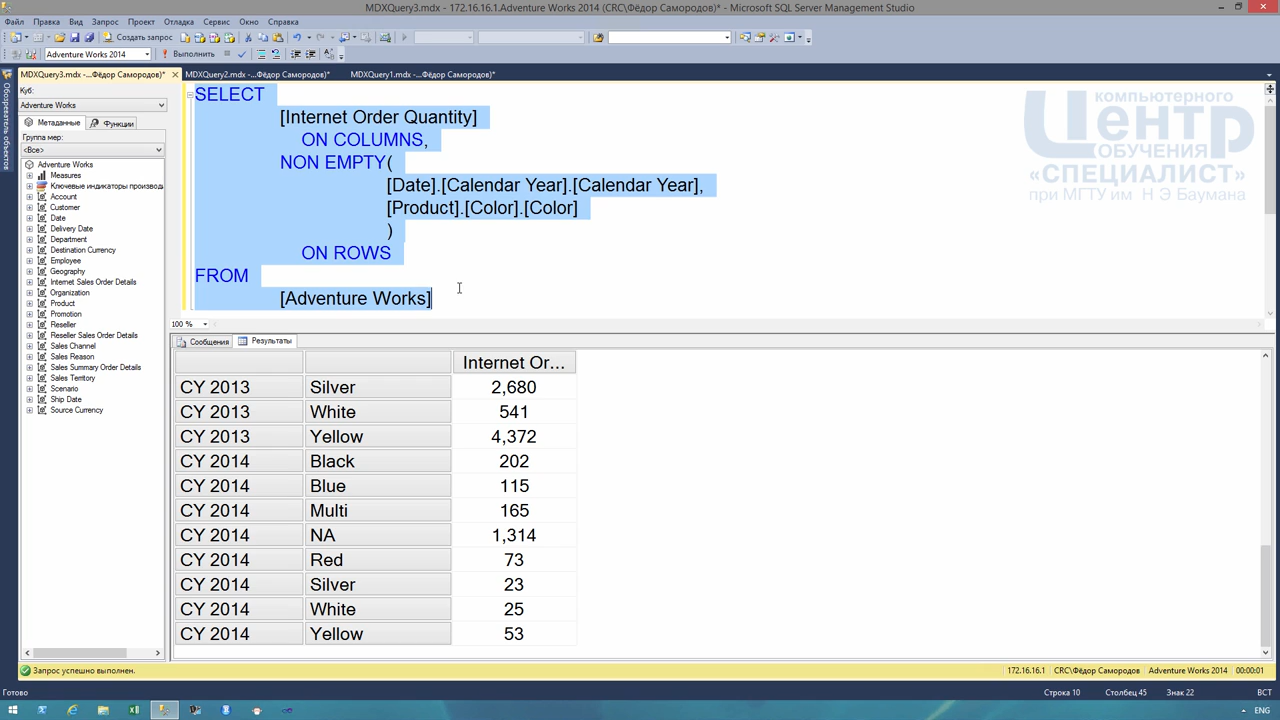 MDXQuery3.mdx - 172.16.16.1.Adventure Works 2014 (CRC\Фёдор Самородов)* - Microsoft SQL Server Management Studio
Файл Правка Вид Запрос Проект Отладка Сервис Окно Справка
Создать запрос
Adventure Works 2014 Выполнить
MDXQuery3.mdx -...Фёдор Самородов)* MDXQuery2.mdx -...Фёдор Самородов)* MDXQuery1.mdx -...Фёдор Самородов)*
Обозреватель объектов
Куб:
Adventure Works
Метаданные Функции
Группа мер:
<Все>
Adventure Works
Measures
Ключевые индикаторы производи
Account
Customer
Date
Delivery Date
Department
Destination Currency
Employee
Geography
Internet Sales Order Details
Organization
Product
Promotion
Reseller
Reseller Sales Order Details
Sales Channel
Sales Reason
Sales Summary Order Details
Sales Territory
Scenario
Ship Date
Source Currency
SELECT
[Internet Order Quantity]
ON COLUMNS,
NON EMPTY(
[Date].[Calendar Year].[Calendar Year],
[Product].[Color].[Color]
)
ON ROWS
FROM
[Adventure Works]
компьютерного
Центр
ОБУЧЕНИЯ
«СПЕЦИАЛИСТ»
при МГТУ им Н Э Баумана
100 %
Сообщения Результаты
Internet Or...
CY 2013 Silver 2,680
CY 2013 White 541
CY 2013 Yellow 4,372
CY 2014 Black 202
CY 2014 Blue 115
CY 2014 Multi 165
CY 2014 NA 1,314
CY 2014 Red 73
CY 2014 Silver 23
CY 2014 White 25
CY 2014 Yellow 53
Запрос успешно выполнен. 172.16.16.1 CRC\Фёдор Самородов Adventure Works 2014 00:00:01
Готово Строка 10 Столбец 45 Знак 22 ВСТ
ENG